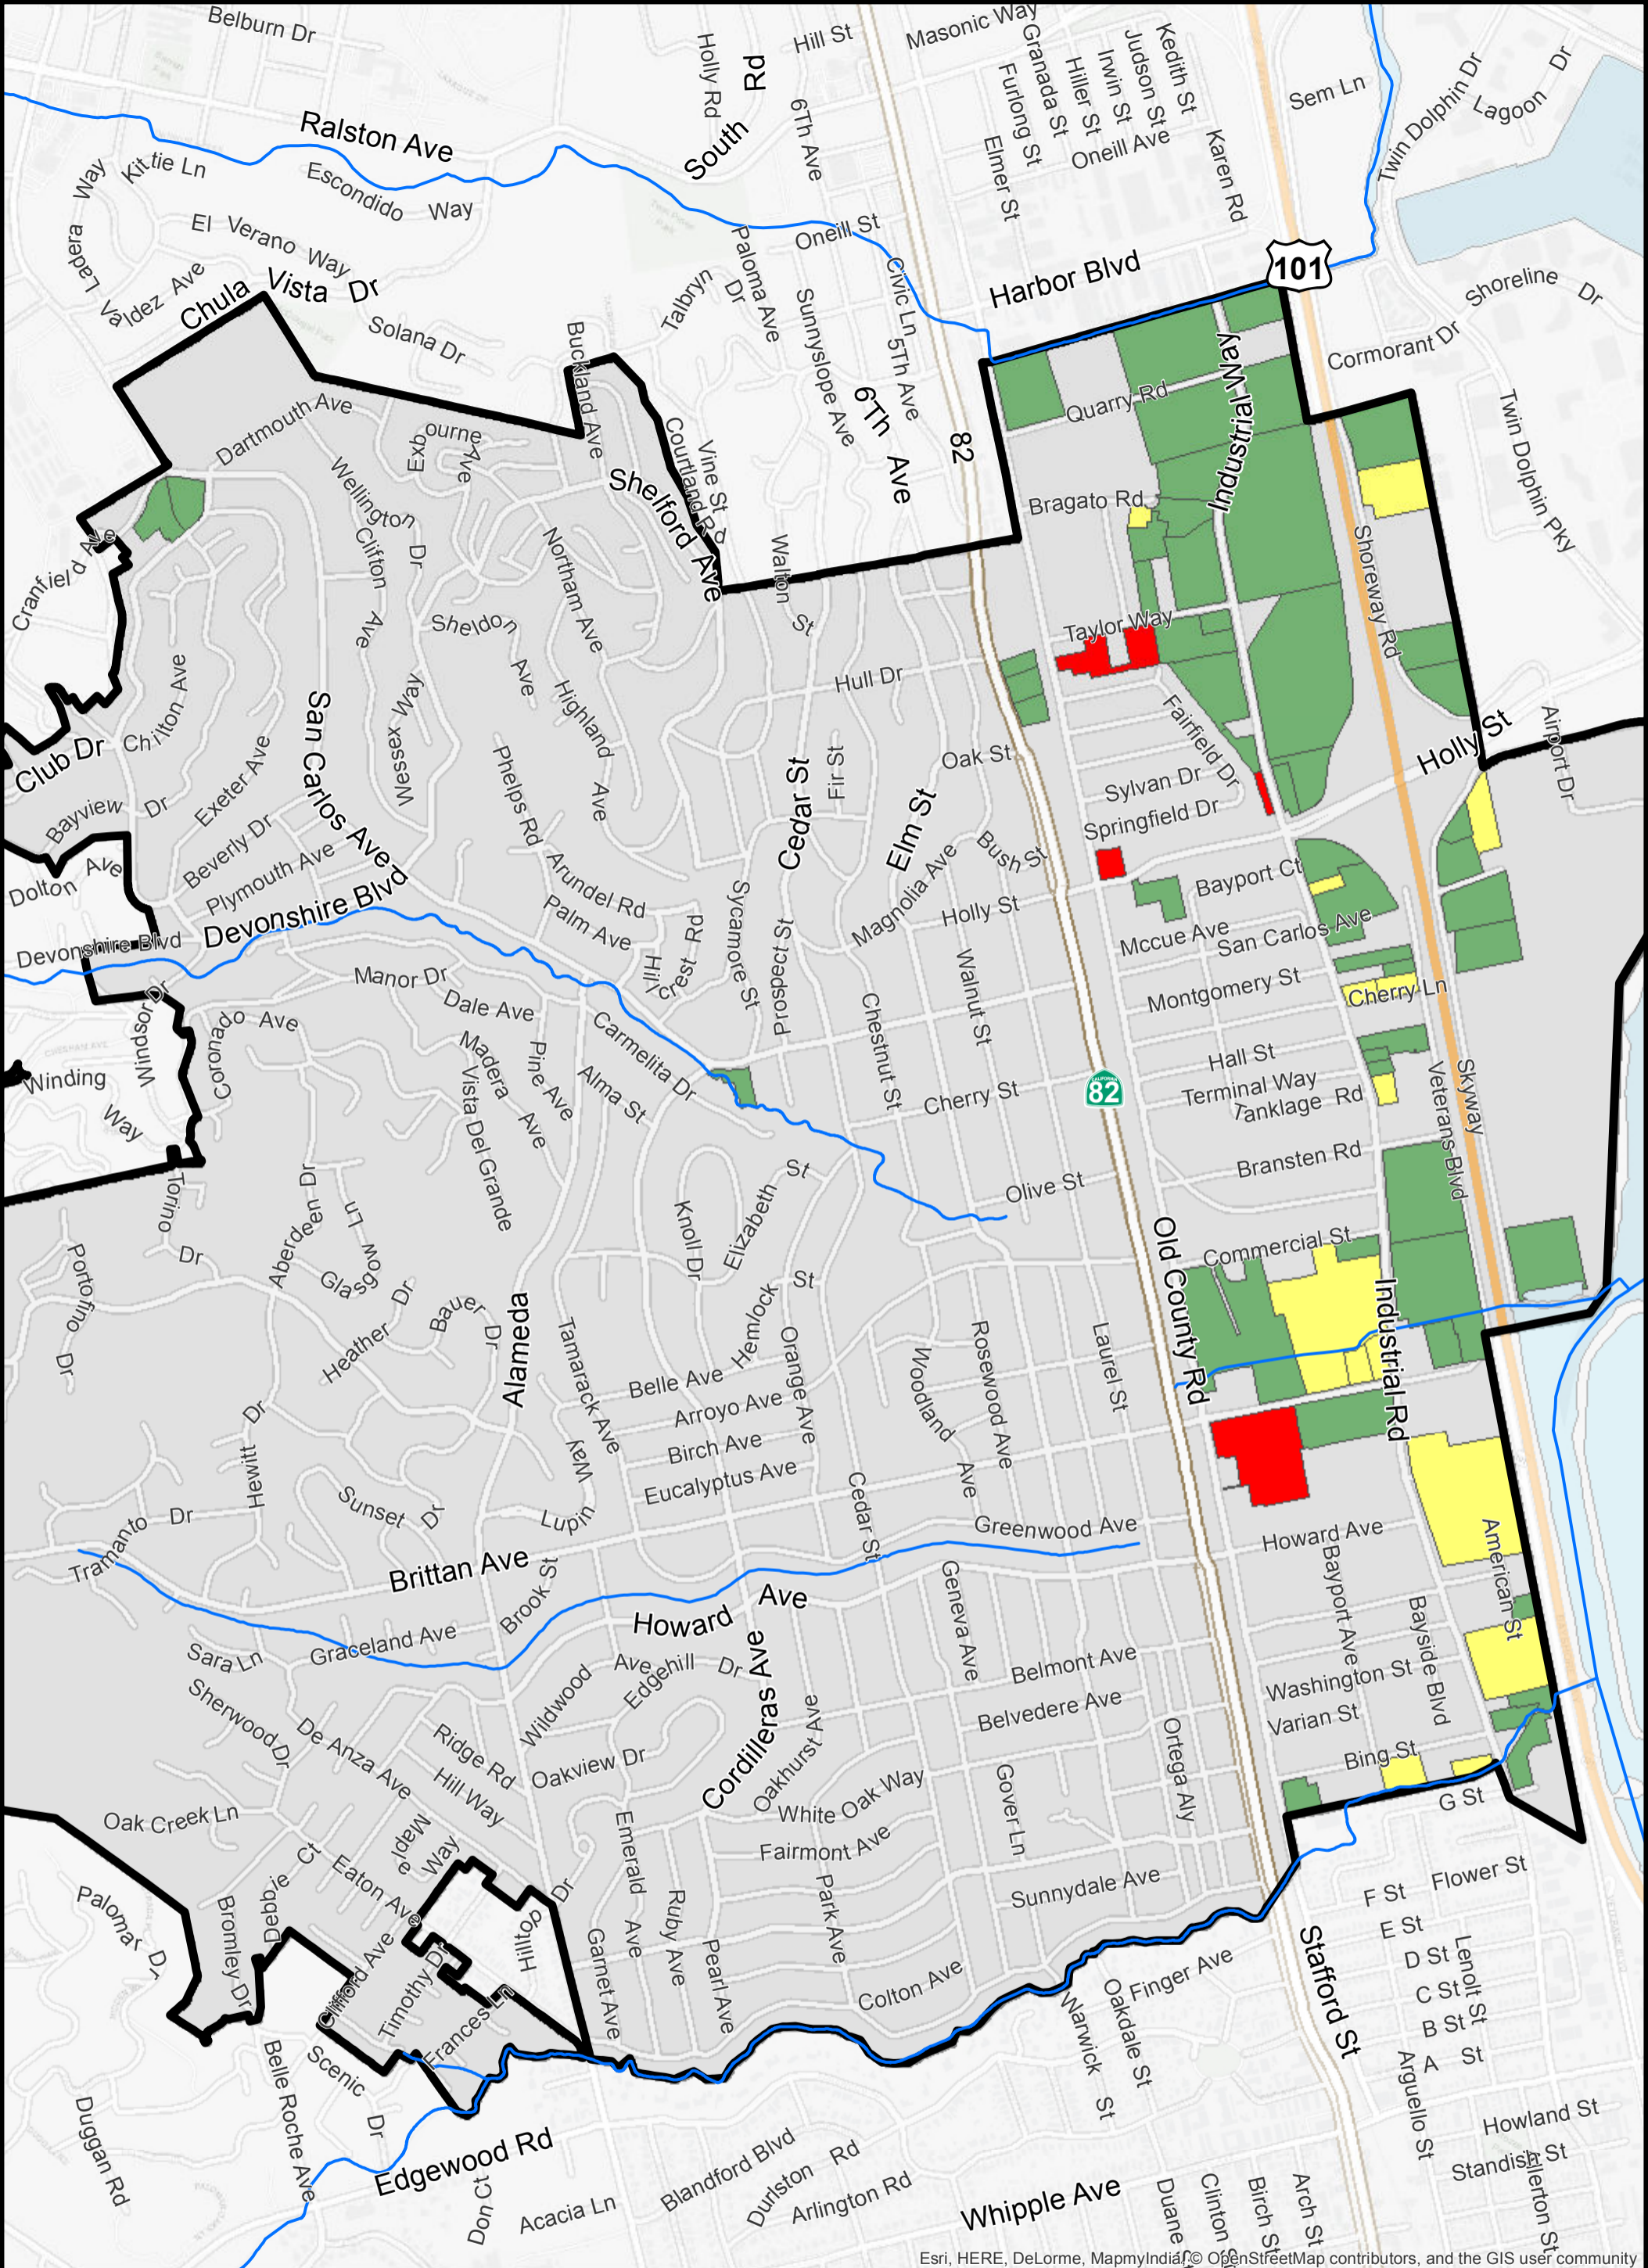 Belburn Dr
Holly Rd
South Rd
Hill St
Masonic Way
Granada St
Furlong St
Hiller St
Irwin St
Judson St
Kedith St
Sem Ln
Twin Dolphin Dr
Lagoon Dr
Ralston Ave
6Th Ave
Elmer St
Oneill Ave
Karen Rd
Kittie Ln
Escondido Way
Ladera Way
El Verano Way
Valdez Ave
Chula Vista Dr
Solana Dr
Buckland Ave
Talbryn Dr
Paloma Ave
Oneill St
Civic Ln
Sunnyslope Ave
5Th Ave
6Th Ave
Harbor Blvd
101
Shoreline Dr
Cormorant Dr
Twin Dolphin Pky
Quarry Rd
Industrial Way
Dartmouth Ave
Exbourne Ave
Wellington Dr
Clifton Ave
Shelford Ave
Courtland Rd
Vine St
82
Bragato Rd
Shoreway Rd
Cranfield Ave
Northam Ave
Walton St
Sheldon Ave
Taylor Way
Hull Dr
Highland Ave
Chilton Ave
Club Dr
San Carlos Ave
Wessex Way
Fairfield Dr
Holly St
Airport Dr
Bayview Dr
Exeter Ave
Phelps Rd
Cedar St
Fir St
Oak St
Elm St
Sylvan Dr
Springfield Dr
Beverly Dr
Plymouth Ave
Dolton Ave
Arundel Rd
Bush St
Magnolia Ave
Bayport Ct
Devonshire Blvd
Devonshire Blvd
Palm Ave
Hillcrest Rd
Sycamore St
Prospect St
Holly St
Mccue Ave
San Carlos Ave
Manor Dr
Dale Ave
Walnut St
Chestnut St
Montgomery St
Cherry Ln
Windsor Dr
Coronado Ave
Carmelita Dr
Winding Way
Madera Ave
Pine Ave
Alma St
Vista Del Grande
Cherry St
82
Hall St
Terminal Way
Tanklage Rd
Veterans Blvd
Skyway
Bransten Rd
Torino Dr
Aberdeen Dr
Glasgow Ln
Knoll Dr
Elizabeth St
Olive St
Old County Rd
Commercial St
Industrial Rd
Portofino Dr
Heather Dr
Bauer Dr
Alameda
Tamarack Ave
Hemlock St
Orange Ave
Belle Ave
Arroyo Ave
Birch Ave
Eucalyptus Ave
Woodland Ave
Rosewood Ave
Laurel St
Hewitt Dr
Way
Sunset Dr
Lupin
Cedar St
Tramanto Dr
Brittan Ave
Greenwood Ave
Howard Ave
American St
Brook St
Howard Ave
Geneva Ave
Bayport Ave
Bayside Blvd
Sara Ln
Graceland Ave
Ave
Edgehill Dr
Wildwood
Cordilleras Ave
Belmont Ave
Belvedere Ave
Washington St
Varian St
Bing St
G St
Sherwood Dr
De Anza Ave
Ridge Rd
Hill Way
Oakview Dr
Oakhurst Ave
White Oak Way
Fairmont Ave
Gover Ln
Ortega Aly
Oak Creek Ln
Maple Way
Eaton Ave
Debbie Ct
Emerald Ave
Ruby Ave
Park Ave
Sunnydale Ave
Flower St
F St
E St
D St
C St
B St
A St
Lenolt St
Palomar Dr
Bromley Dr
Clifford Ave
Timothy Dr
Frances Ln
Hilltop Dr
Garnet Ave
Pearl Ave
Colton Ave
Finger Ave
Warwick St
Oakdale St
Stafford St
Arguello St
Scenic Dr
Belle Roche Ave
Duggan Rd
Edgewood Rd
Don Ct
Acacia Ln
Blandford Blvd
Durlston Rd
Arlington Rd
Whipple Ave
Duane
Clinton S
Birch St
Arch St
Howland St
Standish St
Allerton St
Esri, HERE, DeLorme, MapmyIndia, © OpenStreetMap contributors, and the GIS user community